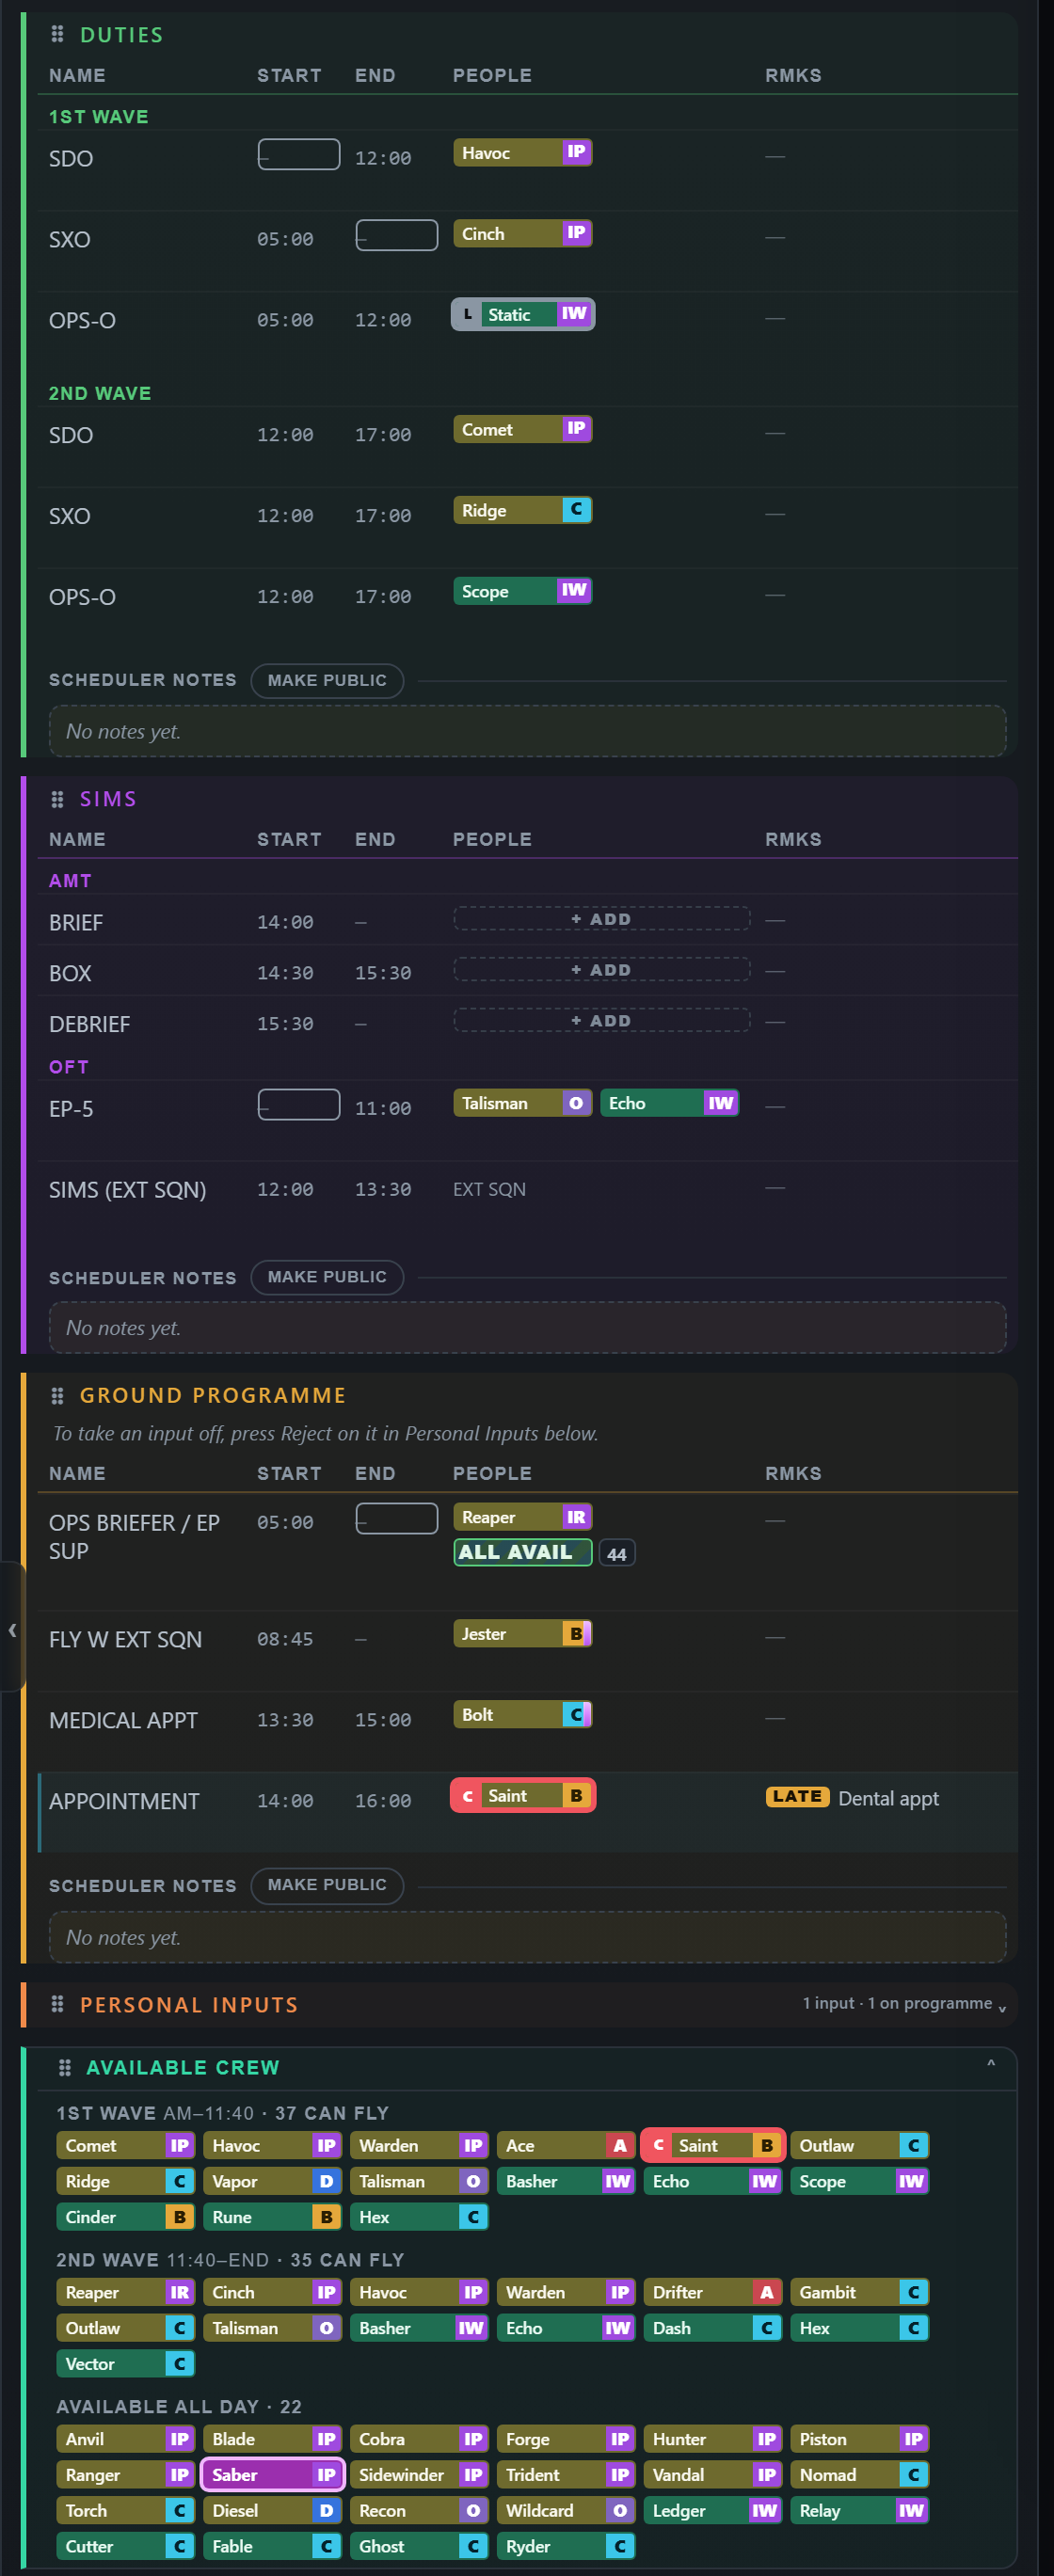 DUTIES
NAME START END PEOPLE RMKS
1ST WAVE
SDO – 12:00 Havoc IP —
SXO 05:00 – Cinch IP —
OPS-O 05:00 12:00 L Static IW —
2ND WAVE
SDO 12:00 17:00 Comet IP —
SXO 12:00 17:00 Ridge C —
OPS-O 12:00 17:00 Scope IW —
SCHEDULER NOTES MAKE PUBLIC
No notes yet.
SIMS
NAME START END PEOPLE RMKS
AMT
BRIEF 14:00 – + ADD —
BOX 14:30 15:30 + ADD —
DEBRIEF 15:30 – + ADD —
OFT
EP-5 – 11:00 Talisman O Echo IW —
SIMS (EXT SQN) 12:00 13:30 EXT SQN —
SCHEDULER NOTES MAKE PUBLIC
No notes yet.
GROUND PROGRAMME
To take an input off, press Reject on it in Personal Inputs below.
NAME START END PEOPLE RMKS
OPS BRIEFER / EP 05:00 – Reaper IR —
SUP ALL AVAIL 44
‹
FLY W EXT SQN 08:45 – Jester B —
MEDICAL APPT 13:30 15:00 Bolt C —
APPOINTMENT 14:00 16:00 C Saint B LATE Dental appt
SCHEDULER NOTES MAKE PUBLIC
No notes yet.
PERSONAL INPUTS 1 input · 1 on programme
AVAILABLE CREW
1ST WAVE AM–11:40 · 37 CAN FLY
Comet IP Havoc IP Warden IP Ace A C Saint B Outlaw C
Ridge C Vapor D Talisman O Basher IW Echo IW Scope IW
Cinder B Rune B Hex C
2ND WAVE 11:40–END · 35 CAN FLY
Reaper IR Cinch IP Havoc IP Warden IP Drifter A Gambit C
Outlaw C Talisman O Basher IW Echo IW Dash C Hex C
Vector C
AVAILABLE ALL DAY · 22
Anvil IP Blade IP Cobra IP Forge IP Hunter IP Piston IP
Ranger IP Saber IP Sidewinder IP Trident IP Vandal IP Nomad C
Torch C Diesel D Recon O Wildcard O Ledger IW Relay IW
Cutter C Fable C Ghost C Ryder C